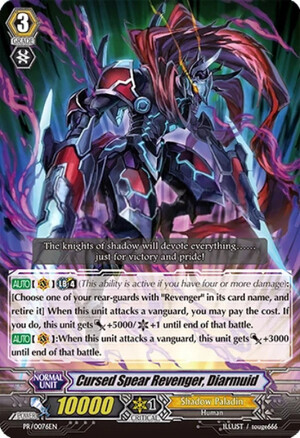 3
GRADE
The knights of shadow will devote everything......
just for victory and pride!
AUTO [ ] LB 4 (This ability is active if you have four or more damage):
[Choose one of your rear-guards with "Revenger" in its card name, and
retire it] When this unit attacks a vanguard, you may pay the cost. If
you do, this unit gets +5000/ +1 until end of that battle.
AUTO [ ]:When this unit attacks a vanguard, this unit gets +3000
until end of that battle.
NORMAL
UNIT
Cursed Spear Revenger, Diarmuid
POWER
10000
1
CRITICAL
Shadow Paladin
Human
PR/0076EN
ILLUST / touge666